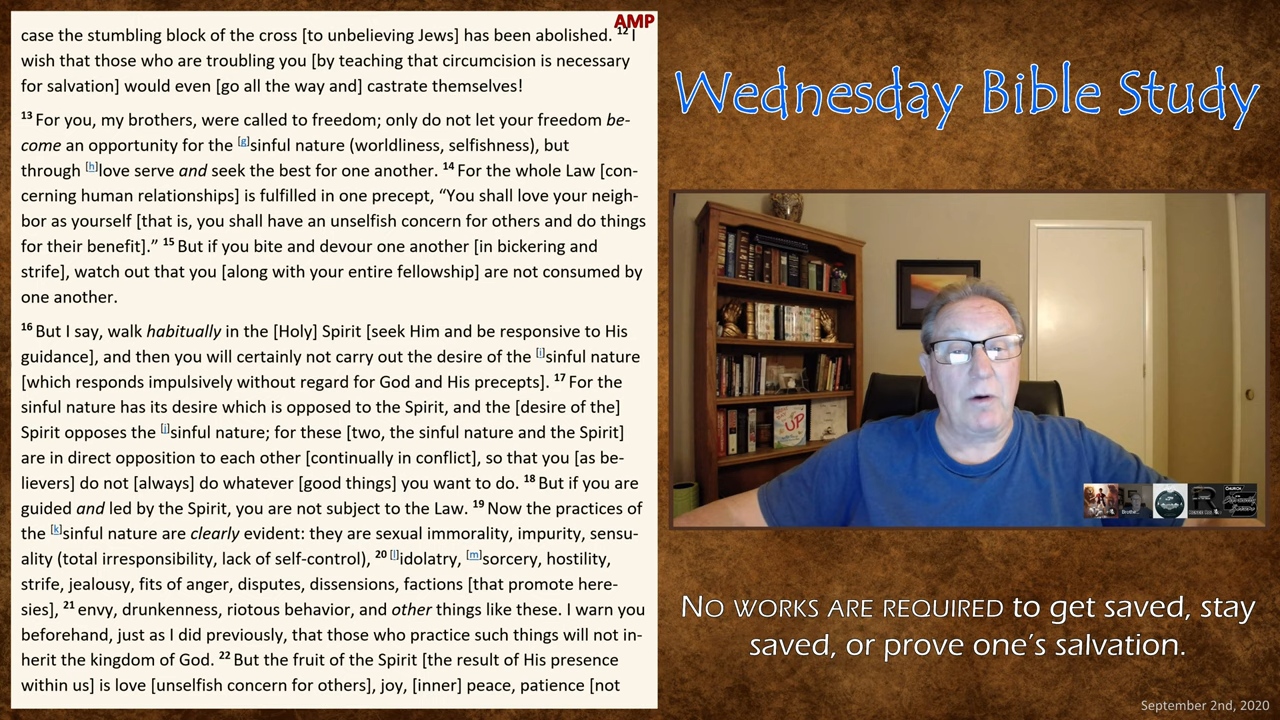 AMP
case the stumbling block of the cross [to unbelieving Jews] has been abolished. 12 I
wish that those who are troubling you [by teaching that circumcision is necessary
for salvation] would even [go all the way and] castrate themselves!
13 For you, my brothers, were called to freedom; only do not let your freedom be-
come an opportunity for the [g]sinful nature (worldliness, selfishness), but
through [h]love serve and seek the best for one another. 14 For the whole Law [con-
cerning human relationships] is fulfilled in one precept, “You shall love your neigh-
bor as yourself [that is, you shall have an unselfish concern for others and do things
for their benefit].” 15 But if you bite and devour one another [in bickering and
strife], watch out that you [along with your entire fellowship] are not consumed by
one another.
16 But I say, walk habitually in the [Holy] Spirit [seek Him and be responsive to His
guidance], and then you will certainly not carry out the desire of the [i]sinful nature
[which responds impulsively without regard for God and His precepts]. 17 For the
sinful nature has its desire which is opposed to the Spirit, and the [desire of the]
Spirit opposes the [j]sinful nature; for these [two, the sinful nature and the Spirit]
are in direct opposition to each other [continually in conflict], so that you [as be-
lievers] do not [always] do whatever [good things] you want to do. 18 But if you are
guided and led by the Spirit, you are not subject to the Law. 19 Now the practices of
the [k]sinful nature are clearly evident: they are sexual immorality, impurity, sensu-
ality (total irresponsibility, lack of self-control), 20 [l]idolatry, [m]sorcery, hostility,
strife, jealousy, fits of anger, disputes, dissensions, factions [that promote here-
sies], 21 envy, drunkenness, riotous behavior, and other things like these. I warn you
beforehand, just as I did previously, that those who practice such things will not in-
herit the kingdom of God. 22 But the fruit of the Spirit [the result of His presence
within us] is love [unselfish concern for others], joy, [inner] peace, patience [not
Wednesday Bible Study
UP
NO WORKS ARE REQUIRED to get saved, stay
saved, or prove one’s salvation.
September 2nd, 2020